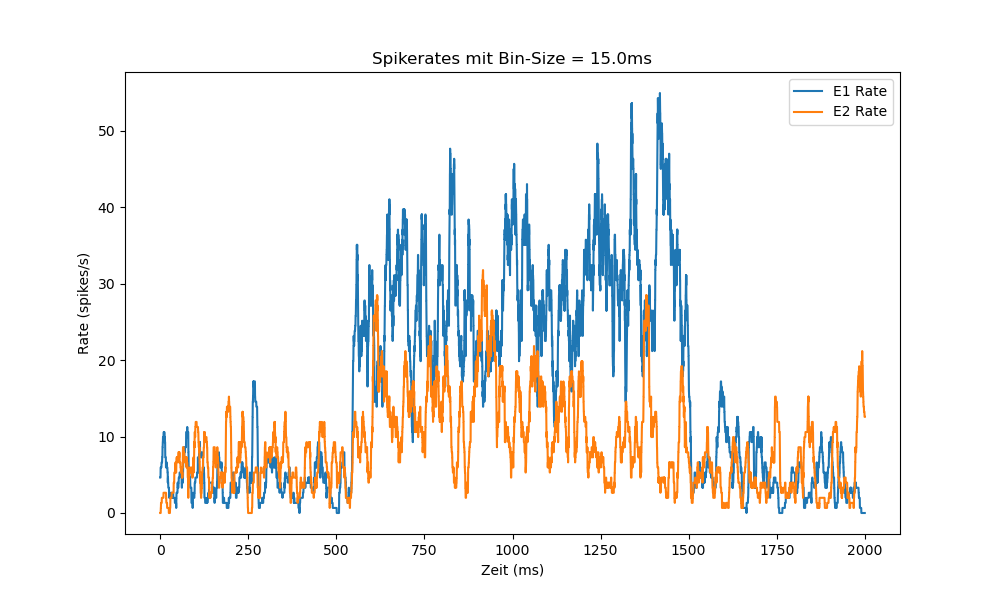 Spikerates mit Bin-Size = 15.0ms
E1 Rate
E2 Rate
Rate (spikes/s)
50
40
30
20
10
0
0 250 500 750 1000 1250 1500 1750 2000
Zeit (ms)